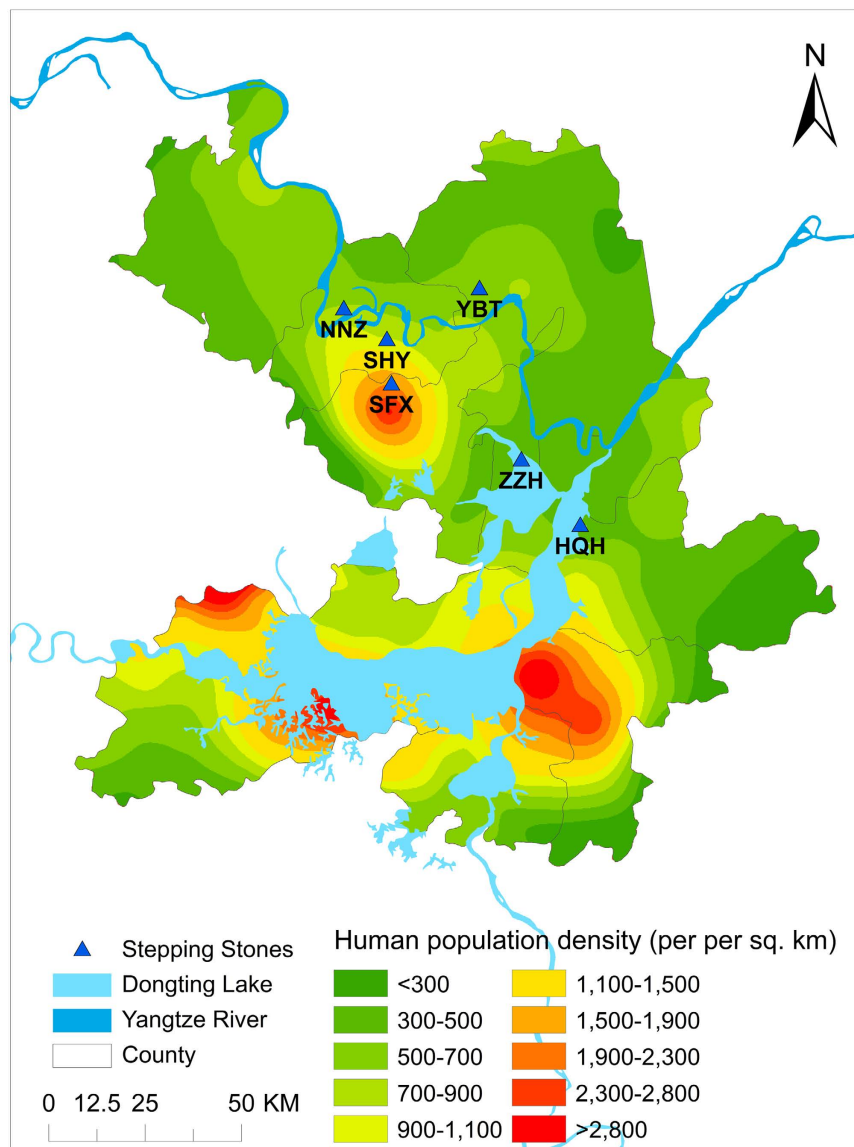 N
YBT
NNZ
SHY
SFX
ZZH
HQH
Stepping Stones
Dongting Lake
Yangtze River
County
0 12.5 25 50 KM
Human population density (per per sq. km)
<300
300-500
500-700
700-900
900-1,100
1,100-1,500
1,500-1,900
1,900-2,300
2,300-2,800
>2,800